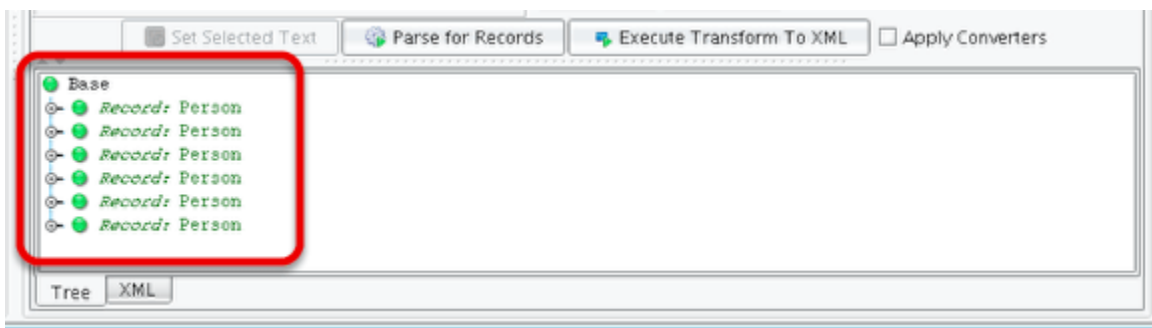 Set Selected Text Parse for Records Execute Transform To XML Apply Converters
Base
Record: Person
Record: Person
Record: Person
Record: Person
Record: Person
Record: Person
Tree XML